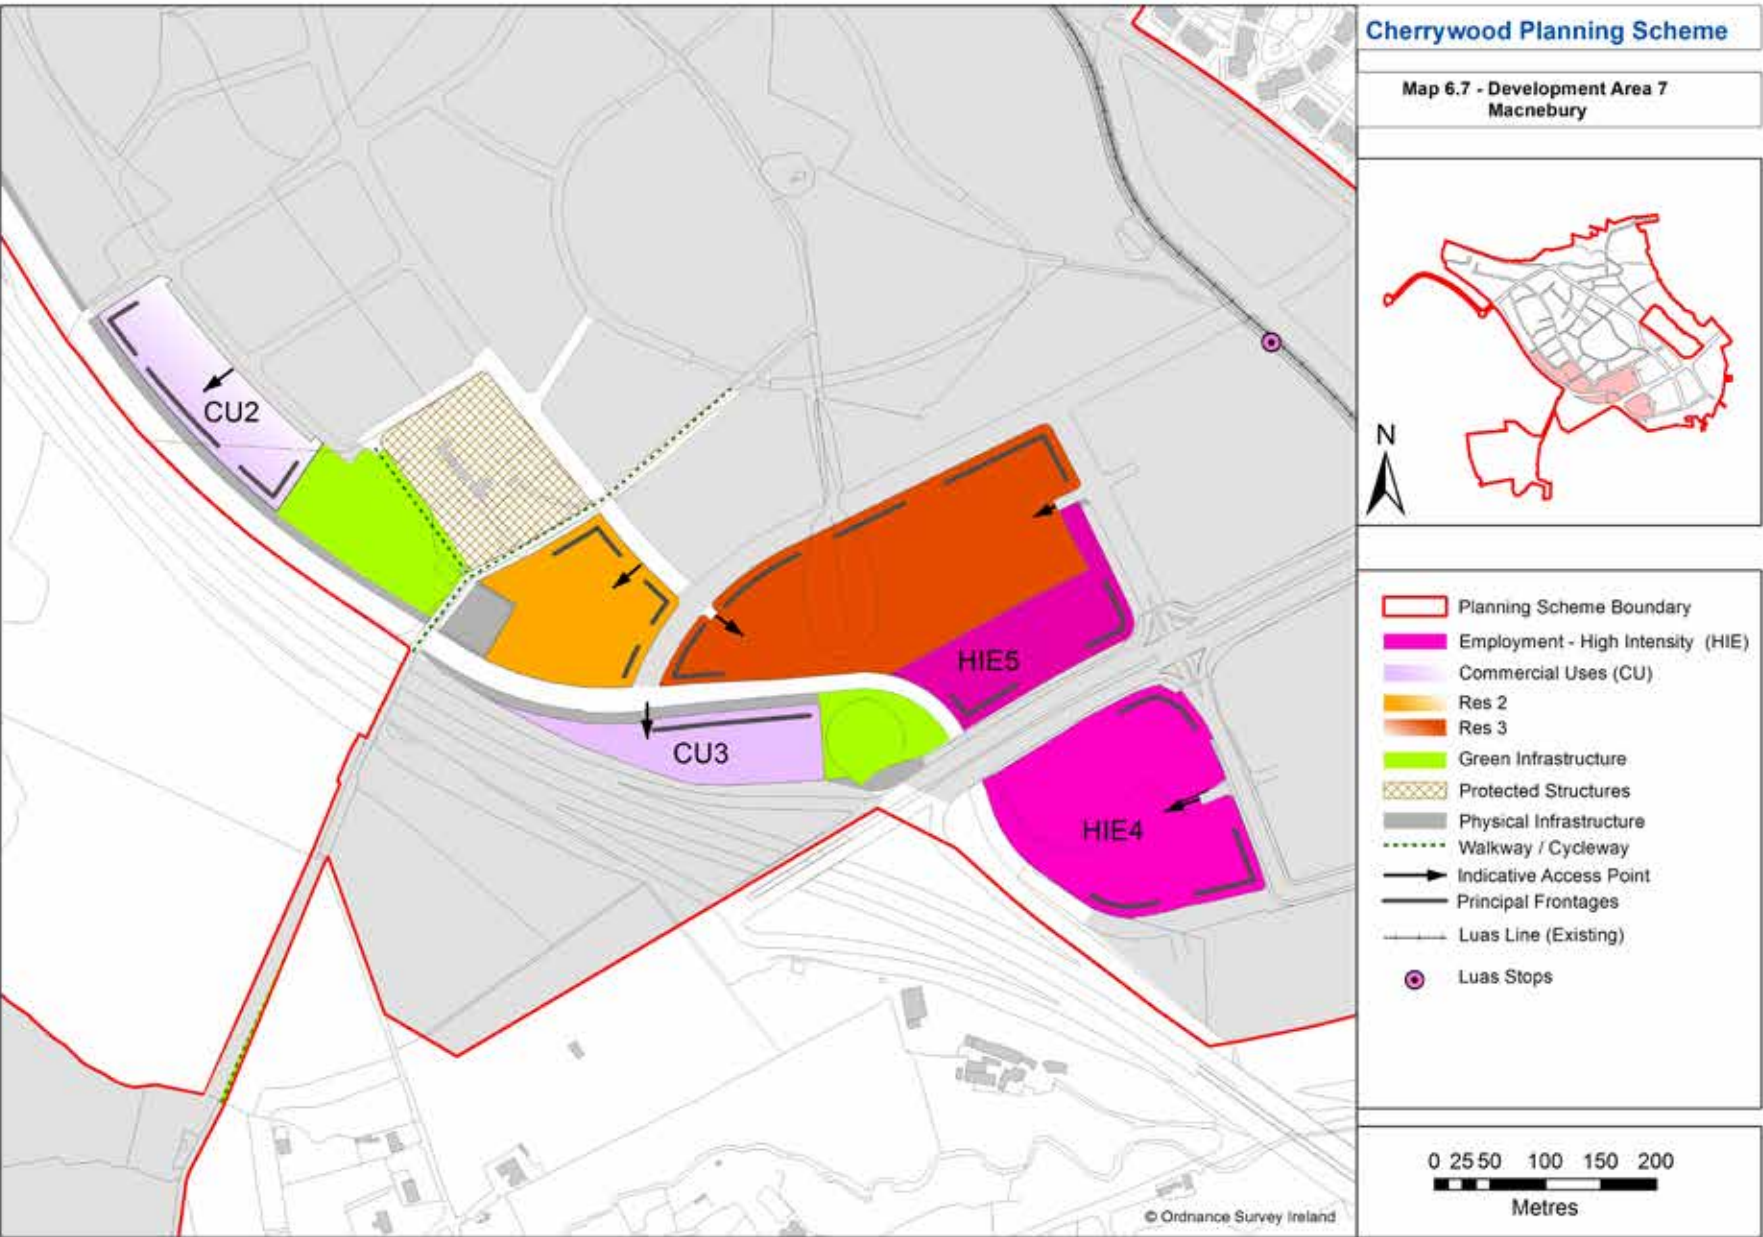 Cherrywood Planning Scheme
Map 6.7 - Development Area 7
Macnebury
N
CU2
HIE5
CU3
HIE4
Planning Scheme Boundary
Employment - High Intensity (HIE)
Commercial Uses (CU)
Res 2
Res 3
Green Infrastructure
Protected Structures
Physical Infrastructure
Walkway / Cycleway
Indicative Access Point
Principal Frontages
Luas Line (Existing)
Luas Stops
0 25 50 100 150 200
Metres
© Ordnance Survey Ireland